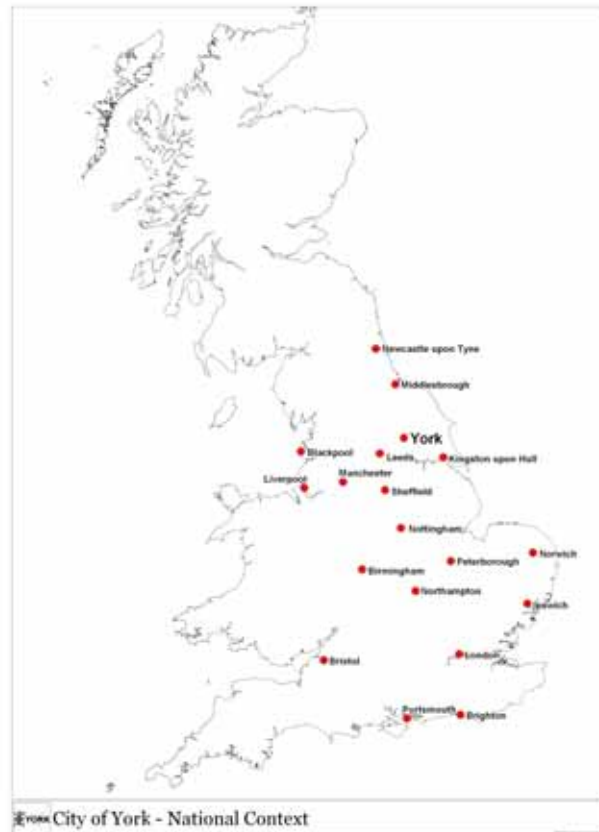 Newcastle upon Tyne
Middlesbrough
York
Blackpool
Leeds
Kingston upon Hull
Manchester
Liverpool
Sheffield
Nottingham
Norwich
Peterborough
Birmingham
Northampton
Ipswich
London
Bristol
Portsmouth
Brighton
YORK City of York - National Context